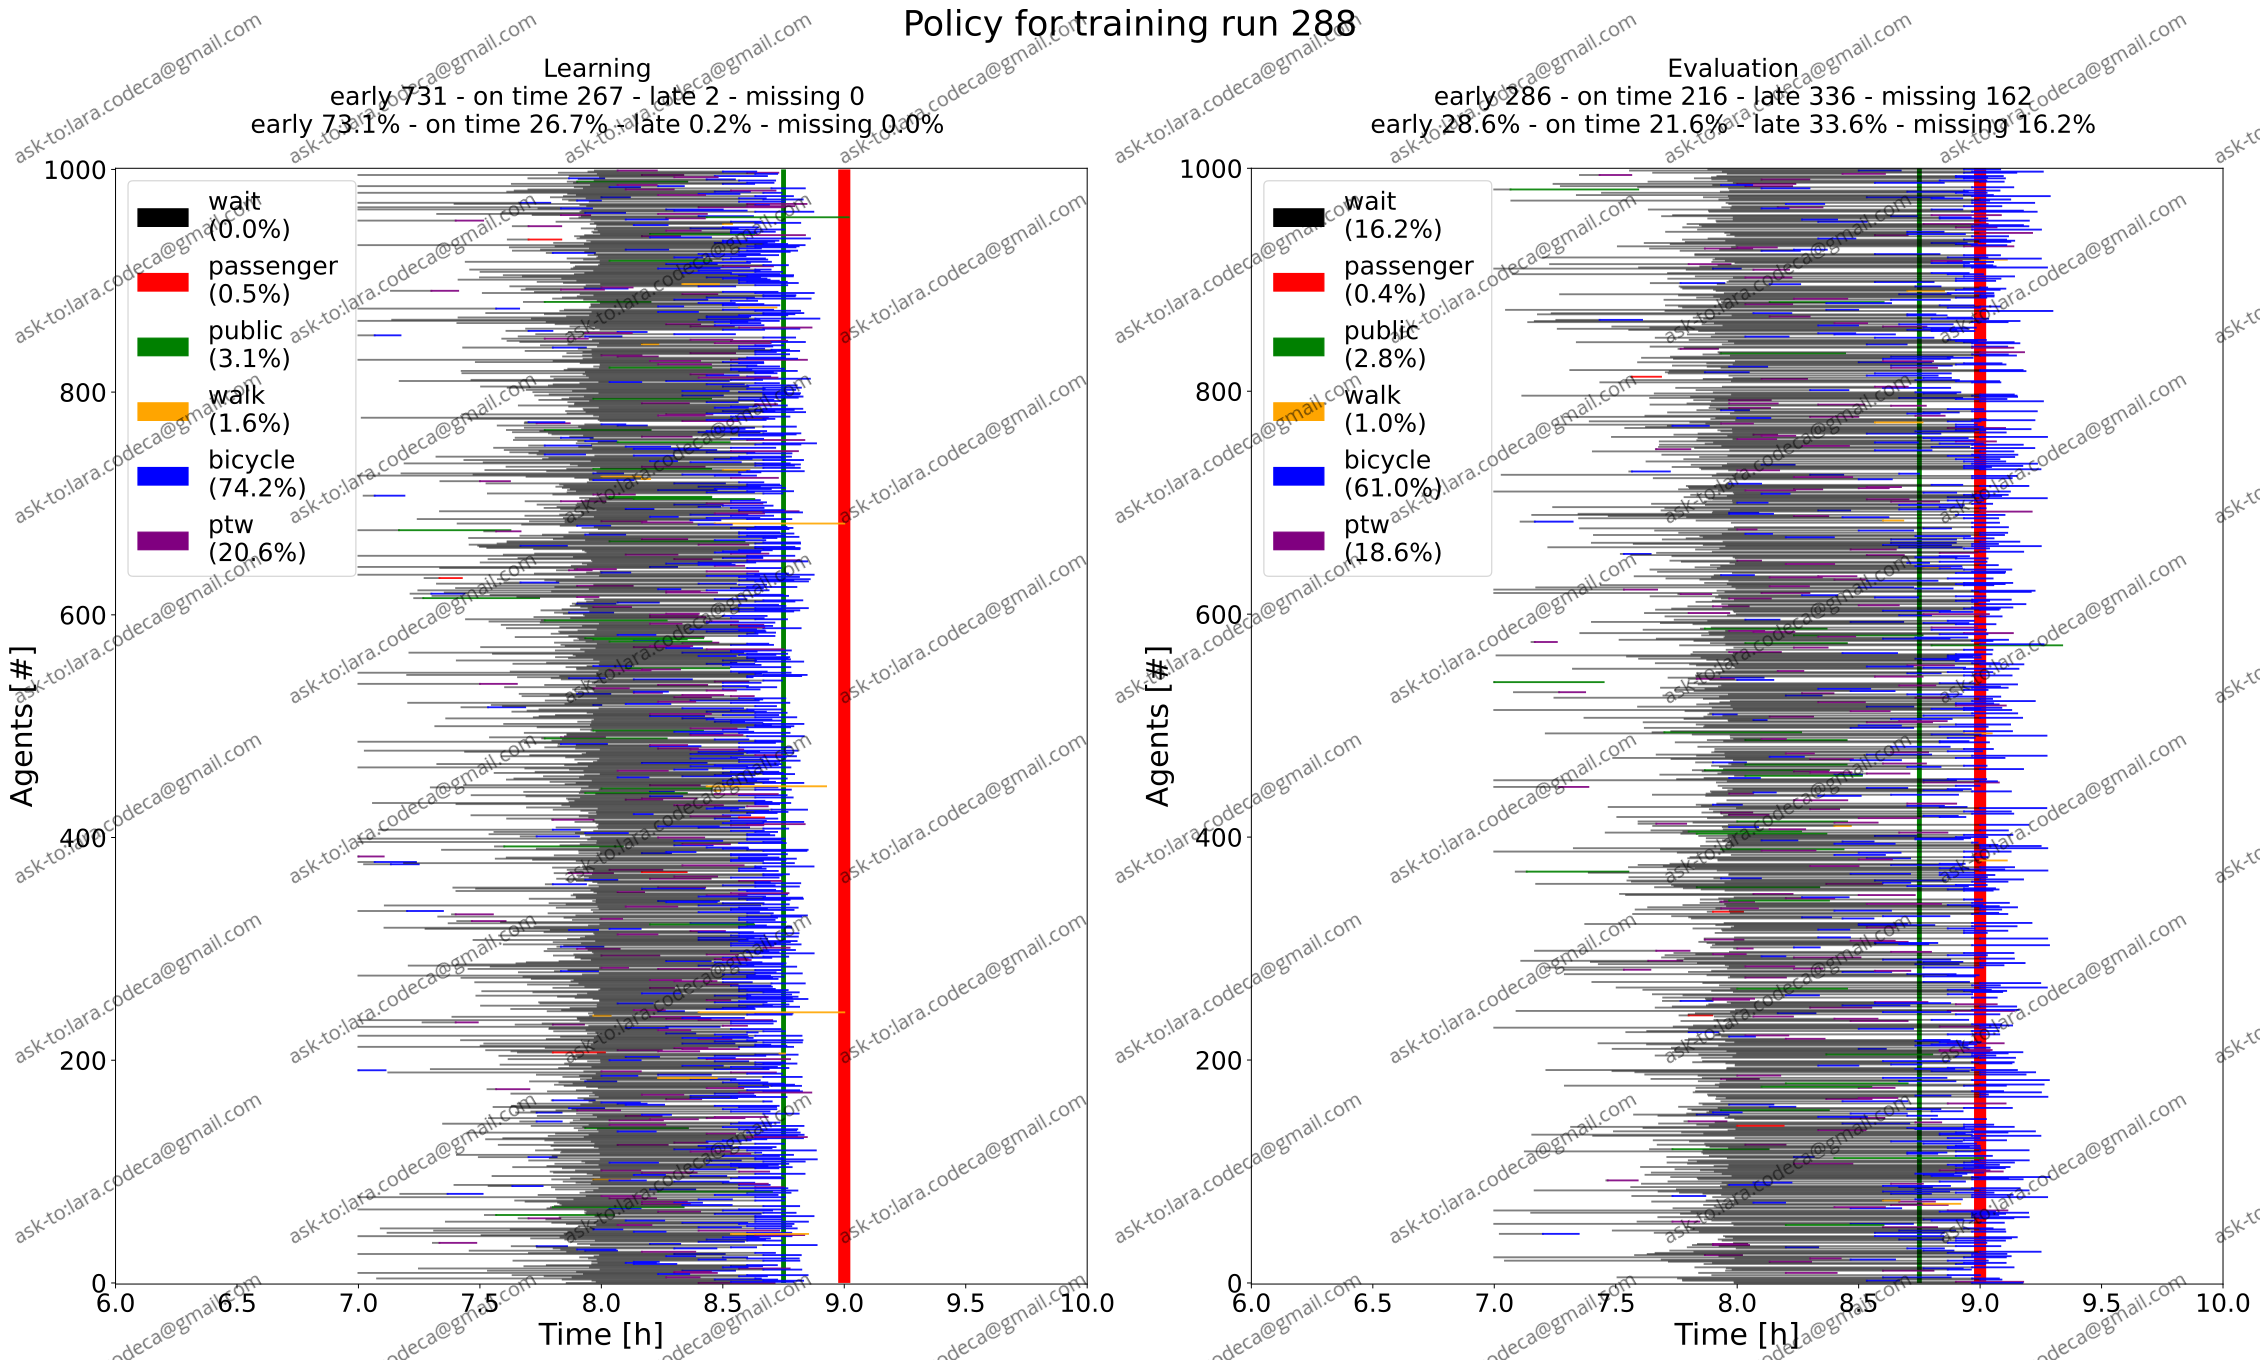 Policy for training run 288
Learning
early 731 - on time 267 - late 2 - missing 0
early 73.1% - on time 26.7% - late 0.2% - missing 0.0%
1000
800
600
400
200
0
Agents [#]
wait
(0.0%)
passenger
(0.5%)
public
(3.1%)
walk
(1.6%)
bicycle
(74.2%)
ptw
(20.6%)
6.0 6.5 7.0 7.5 8.0 8.5 9.0 9.5 10.0
Time [h]
Evaluation
early 286 - on time 216 - late 336 - missing 162
early 28.6% - on time 21.6% - late 33.6% - missing 16.2%
1000
800
600
400
200
0
Agents [#]
wait
(16.2%)
passenger
(0.4%)
public
(2.8%)
walk
(1.0%)
bicycle
(61.0%)
ptw
(18.6%)
6.0 6.5 7.0 7.5 8.0 8.5 9.0 9.5 10.0
Time [h]
ask-to:lara.codeca@gmail.com